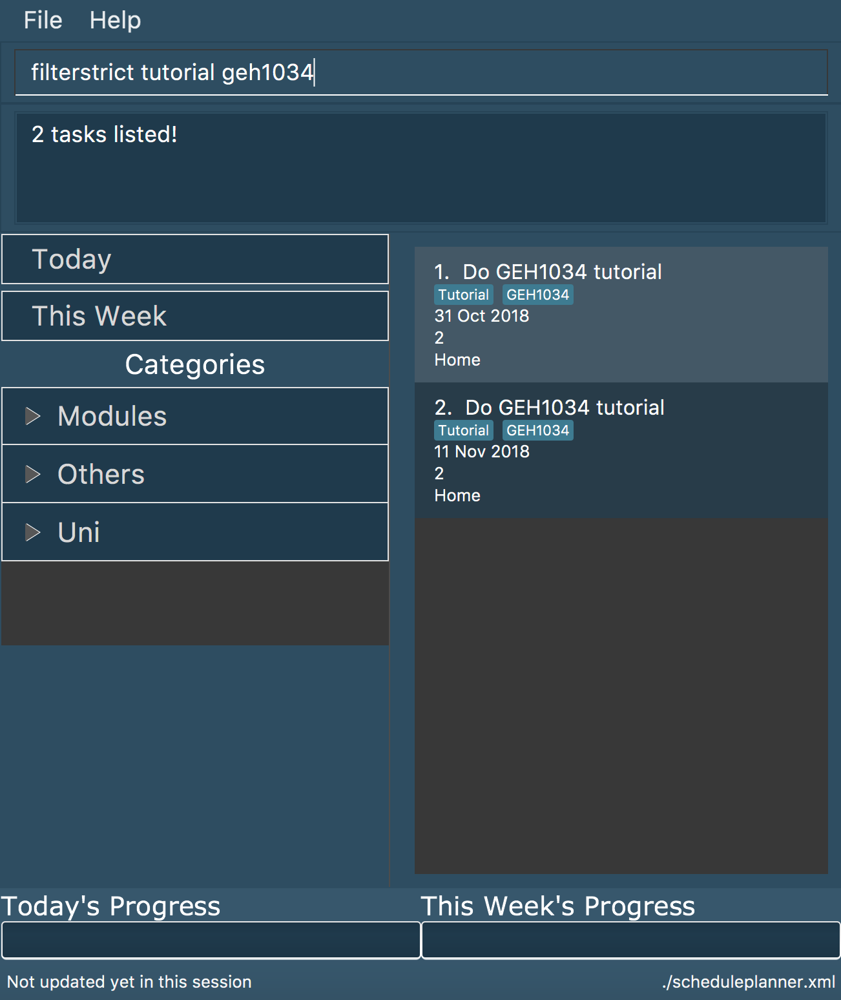 File Help
filterstrict tutorial geh1034
2 tasks listed!
Today
This Week
Categories
Modules
Others
Uni
1. Do GEH1034 tutorial
Tutorial GEH1034
31 Oct 2018
2
Home
2. Do GEH1034 tutorial
Tutorial GEH1034
11 Nov 2018
2
Home
Today's Progress
This Week's Progress
Not updated yet in this session
./scheduleplanner.xml